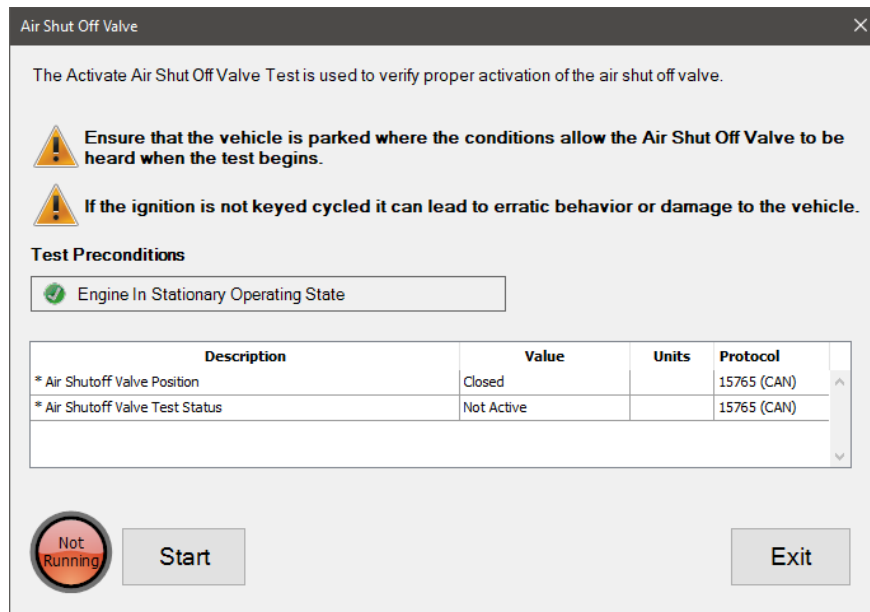 Air Shut Off Valve
The Activate Air Shut Off Valve Test is used to verify proper activation of the air shut off valve.
Ensure that the vehicle is parked where the conditions allow the Air Shut Off Valve to be
heard when the test begins.
If the ignition is not keyed cycled it can lead to erratic behavior or damage to the vehicle.
Test Preconditions
Engine In Stationary Operating State
Description Value Units Protocol
* Air Shutoff Valve Position Closed 15765 (CAN)
* Air Shutoff Valve Test Status Not Active 15765 (CAN)
Not
Running
Start
Exit